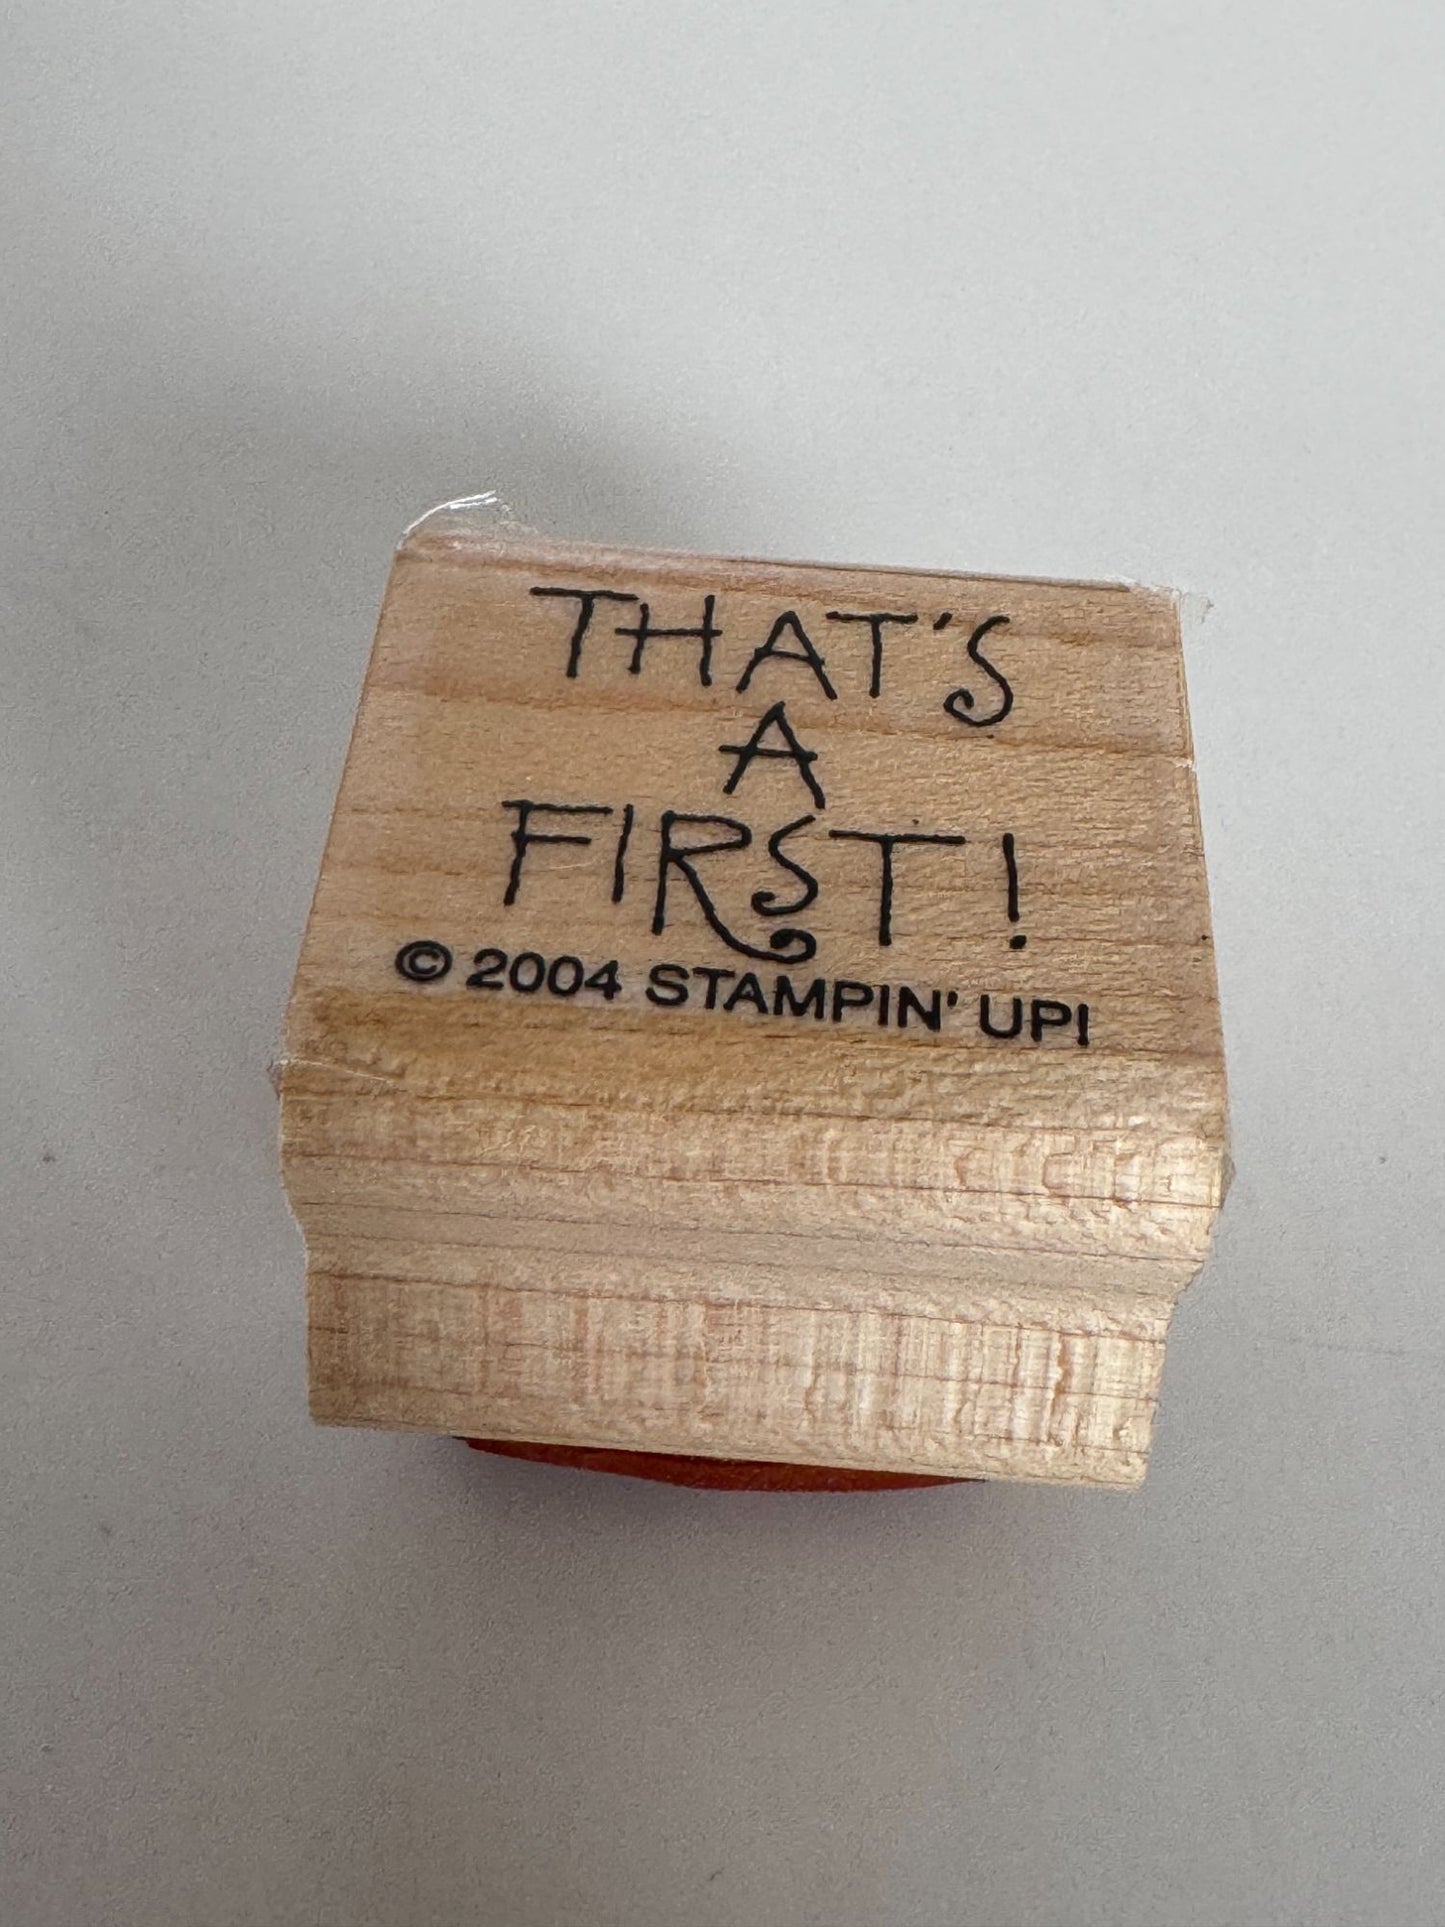 THAT'S
A
FIRST!
© 2004 STAMPIN' UP!